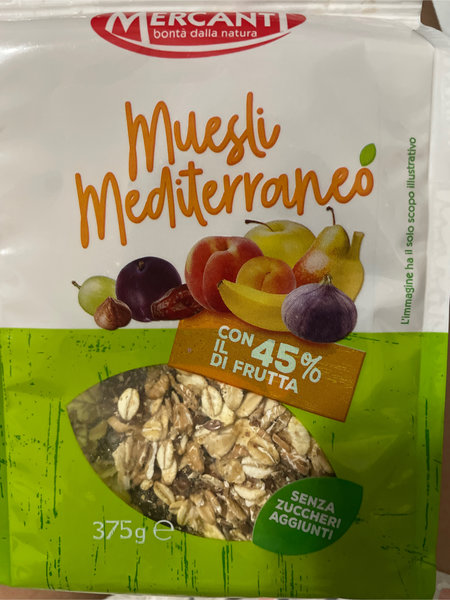 MERCANTI
bontà dalla natura
Muesli
Mediterraneo
L'immagine ha il solo scopo illustrativo
CON
IL 45%
DI FRUTTA
SENZA
ZUCCHERI
AGGIUNTI
375g ℮